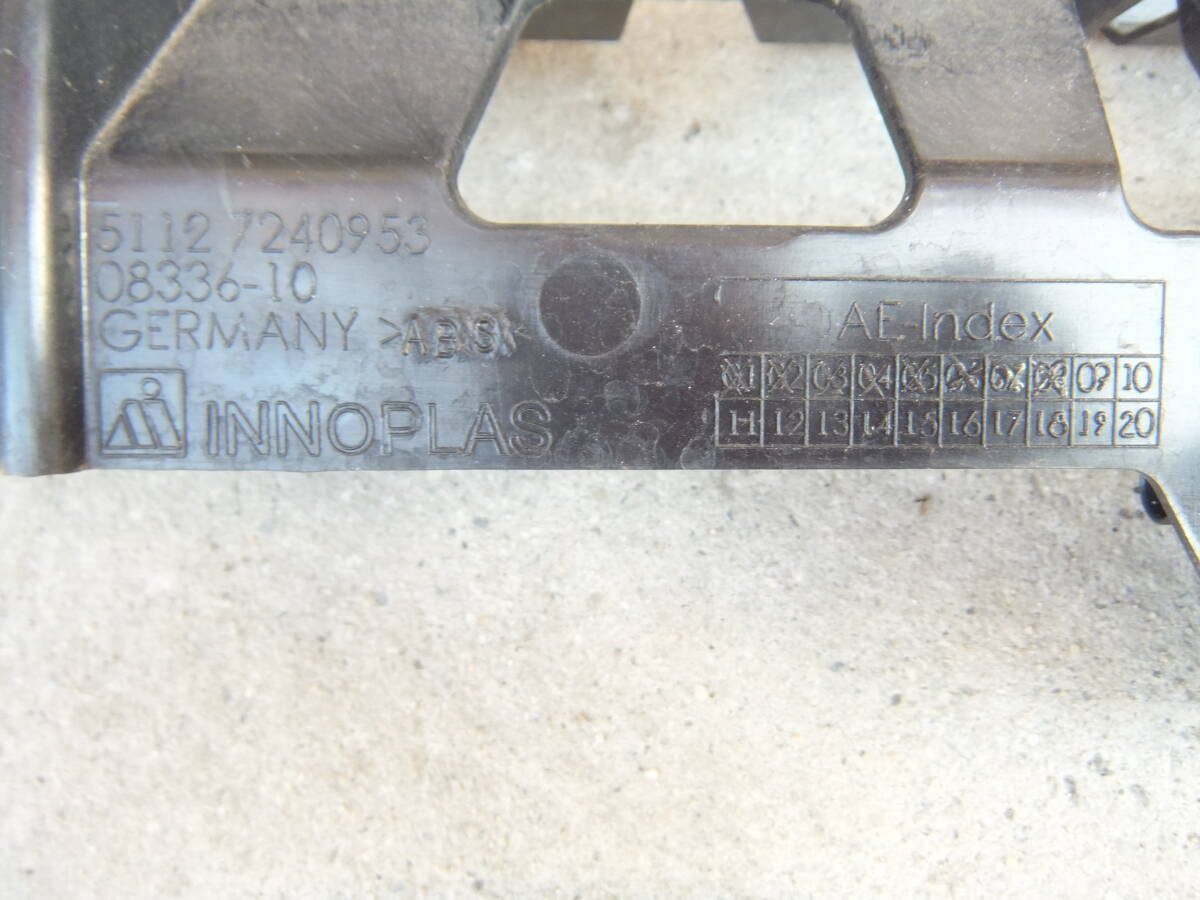 5112 7240953
08336-10
GERMANY >ABS<
INNOPLAS
AE-Index
01 02 03 04 05 06 07 08 09 10
11 12 13 14 15 16 17 18 19 20